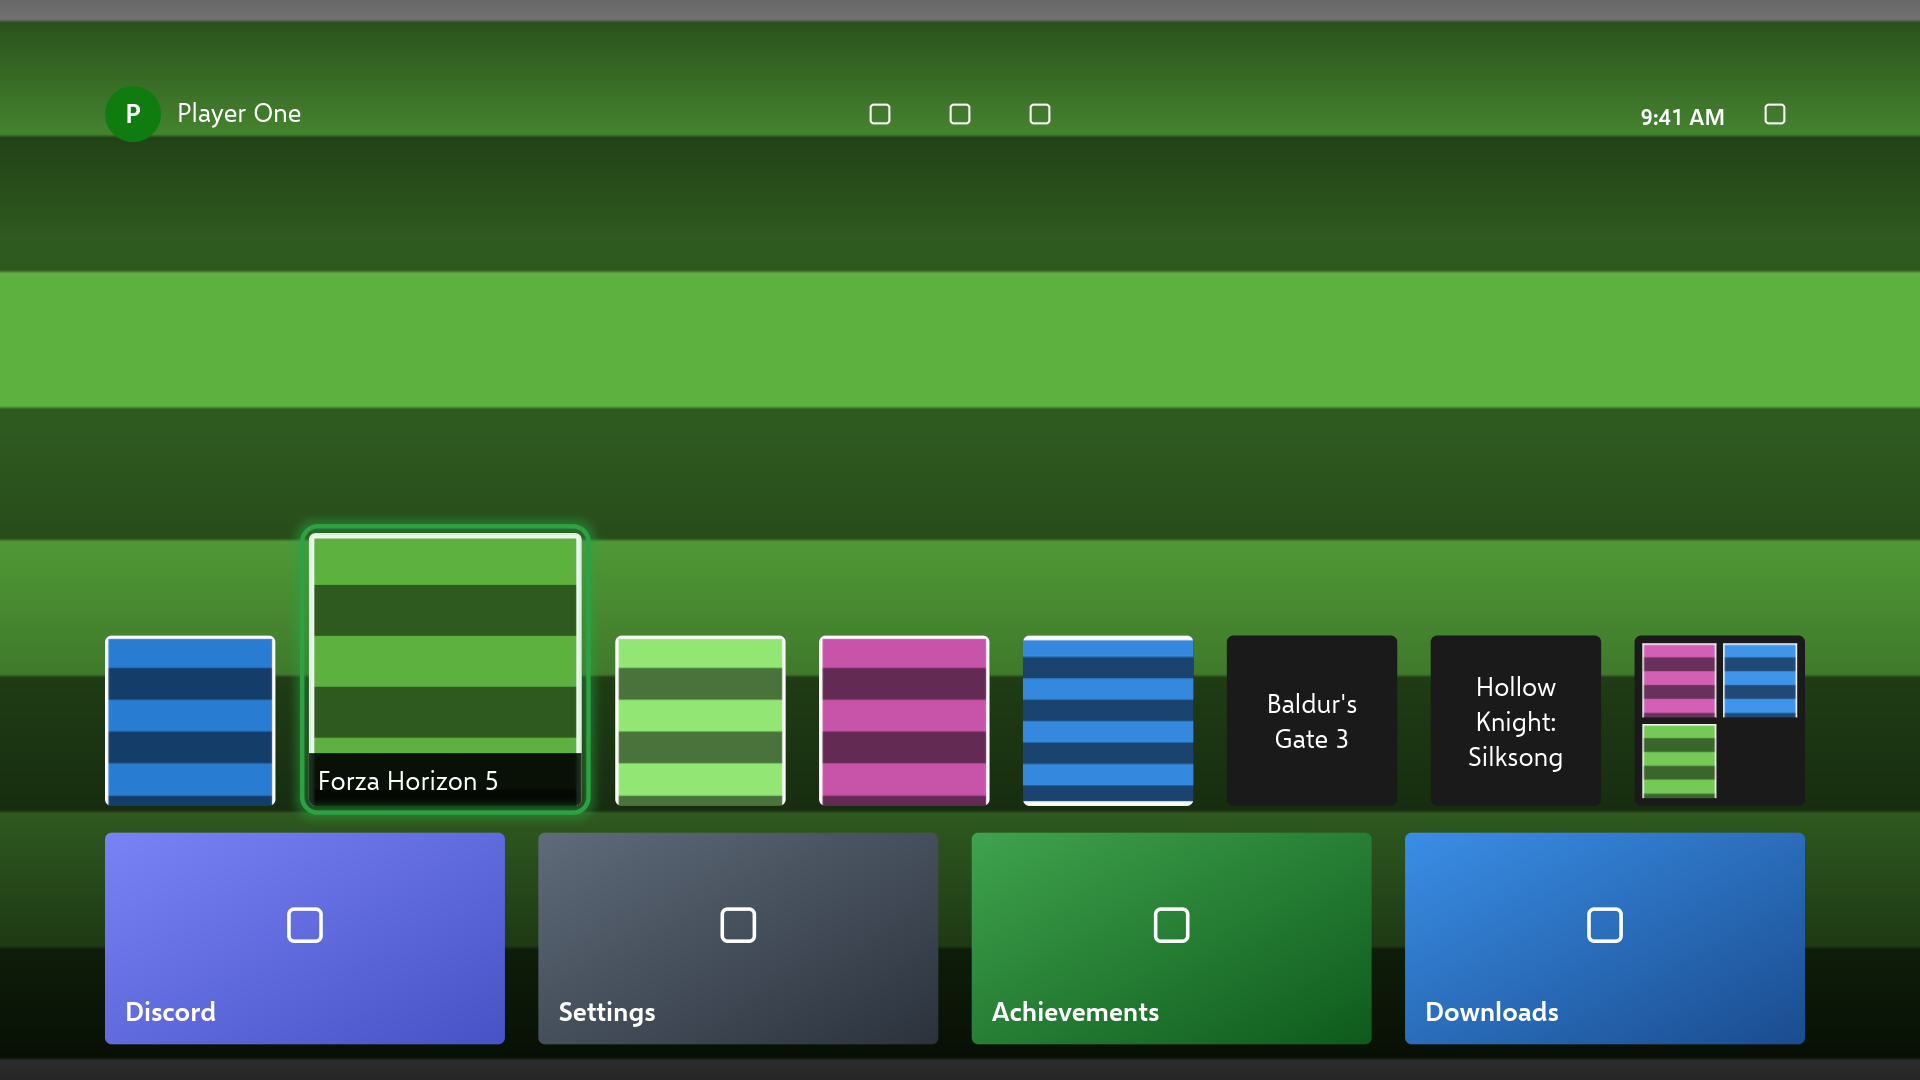 P
Player One
9:41 AM
Forza Horizon 5
Baldur's
Gate 3
Hollow
Knight:
Silksong
Discord
Settings
Achievements
Downloads